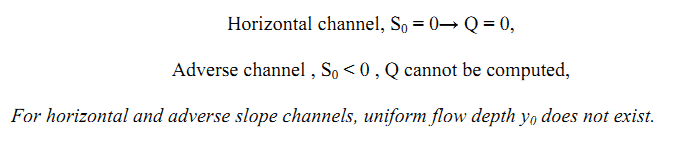 Horizontal channel, S₀ = 0→ Q = 0,
Adverse channel , S₀ < 0 , Q cannot be computed,
For horizontal and adverse slope channels, uniform flow depth y₀ does not exist.